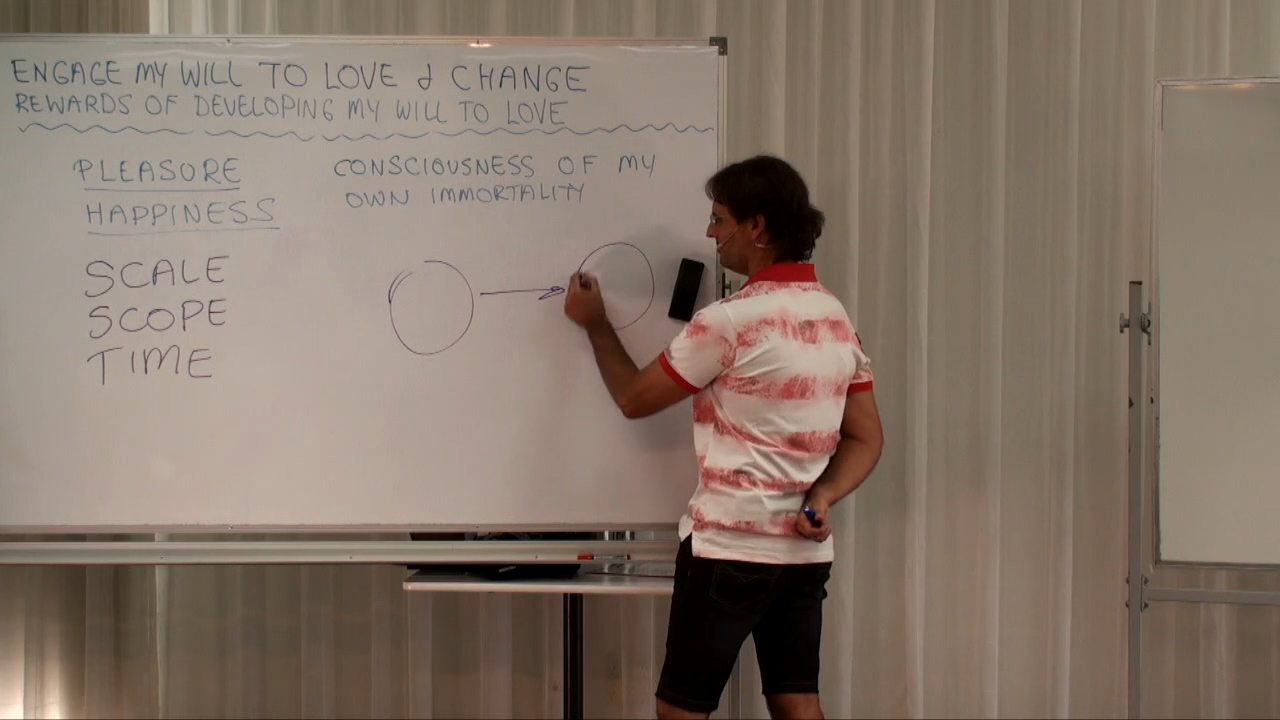 ENGAGE MY WILL TO LOVE & CHANGE
REWARDS OF DEVELOPING MY WILL TO LOVE
PLEASURE
HAPPINESS
SCALE
SCOPE
TIME
CONSCIOUSNESS OF MY
OWN IMMORTALITY